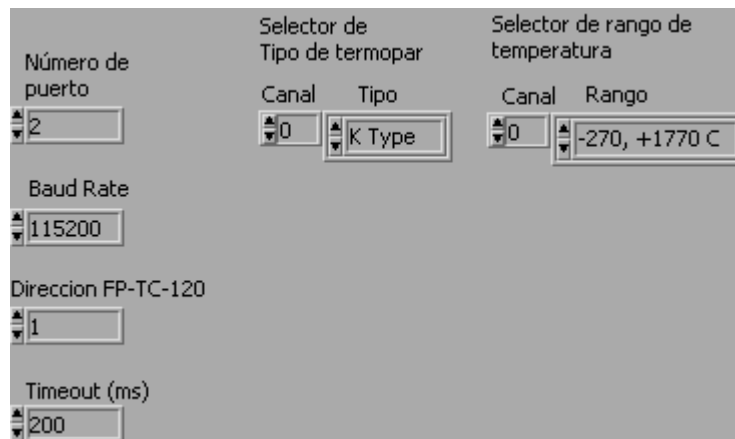 Número de
puerto
2
Baud Rate
115200
Direccion FP-TC-120
1
Timeout (ms)
200
Selector de
Tipo de termopar
Canal Tipo
0 K Type
Selector de rango de
temperatura
Canal Rango
0 -270, +1770 C